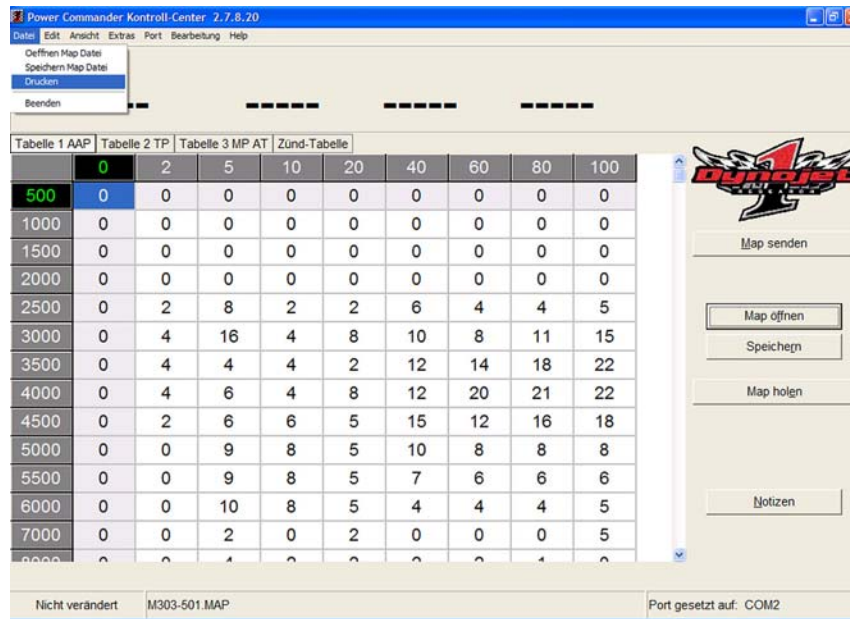 Power Commander Kontroll-Center 2.7.8.20
Datei Edit Ansicht Extras Port Bearbeitung Help
Oeffnen Map Datei
Speichern Map Datei
Drucken
Beenden
Tabelle 1 AAP Tabelle 2 TP Tabelle 3 MP AT Zünd-Tabelle
0 2 5 10 20 40 60 80 100
500 0 0 0 0 0 0 0 0 0
1000 0 0 0 0 0 0 0 0 0
1500 0 0 0 0 0 0 0 0 0
2000 0 0 0 0 0 0 0 0 0
2500 0 2 8 2 2 6 4 4 5
3000 0 4 16 4 8 10 8 11 15
3500 0 4 4 4 2 12 14 18 22
4000 0 4 6 4 8 12 20 21 22
4500 0 2 6 6 5 15 12 16 18
5000 0 0 9 8 5 10 8 8 8
5500 0 0 9 8 5 7 6 6 6
6000 0 0 10 8 5 4 4 4 5
7000 0 0 2 0 2 0 0 0 5
Dynojet
RESEARCH
1
Map senden
Map öffnen
Speichern
Map holen
Notizen
Nicht verändert M303-501.MAP Port gesetzt auf: COM2